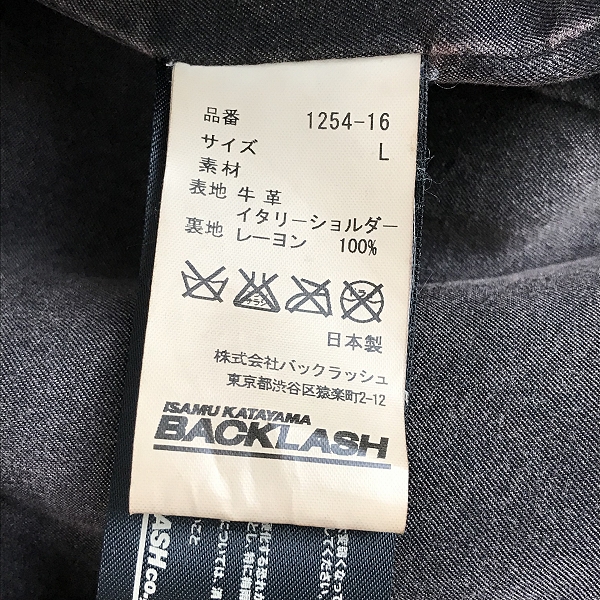 品番 1254-16
サイズ L
素材
表地 牛革
イタリーショルダー
裏地 レーヨン 100%
日本製
株式会社バックラッシュ
東京都渋谷区猿楽町2-12
ISAMU KATAYAMA
BACKLASH